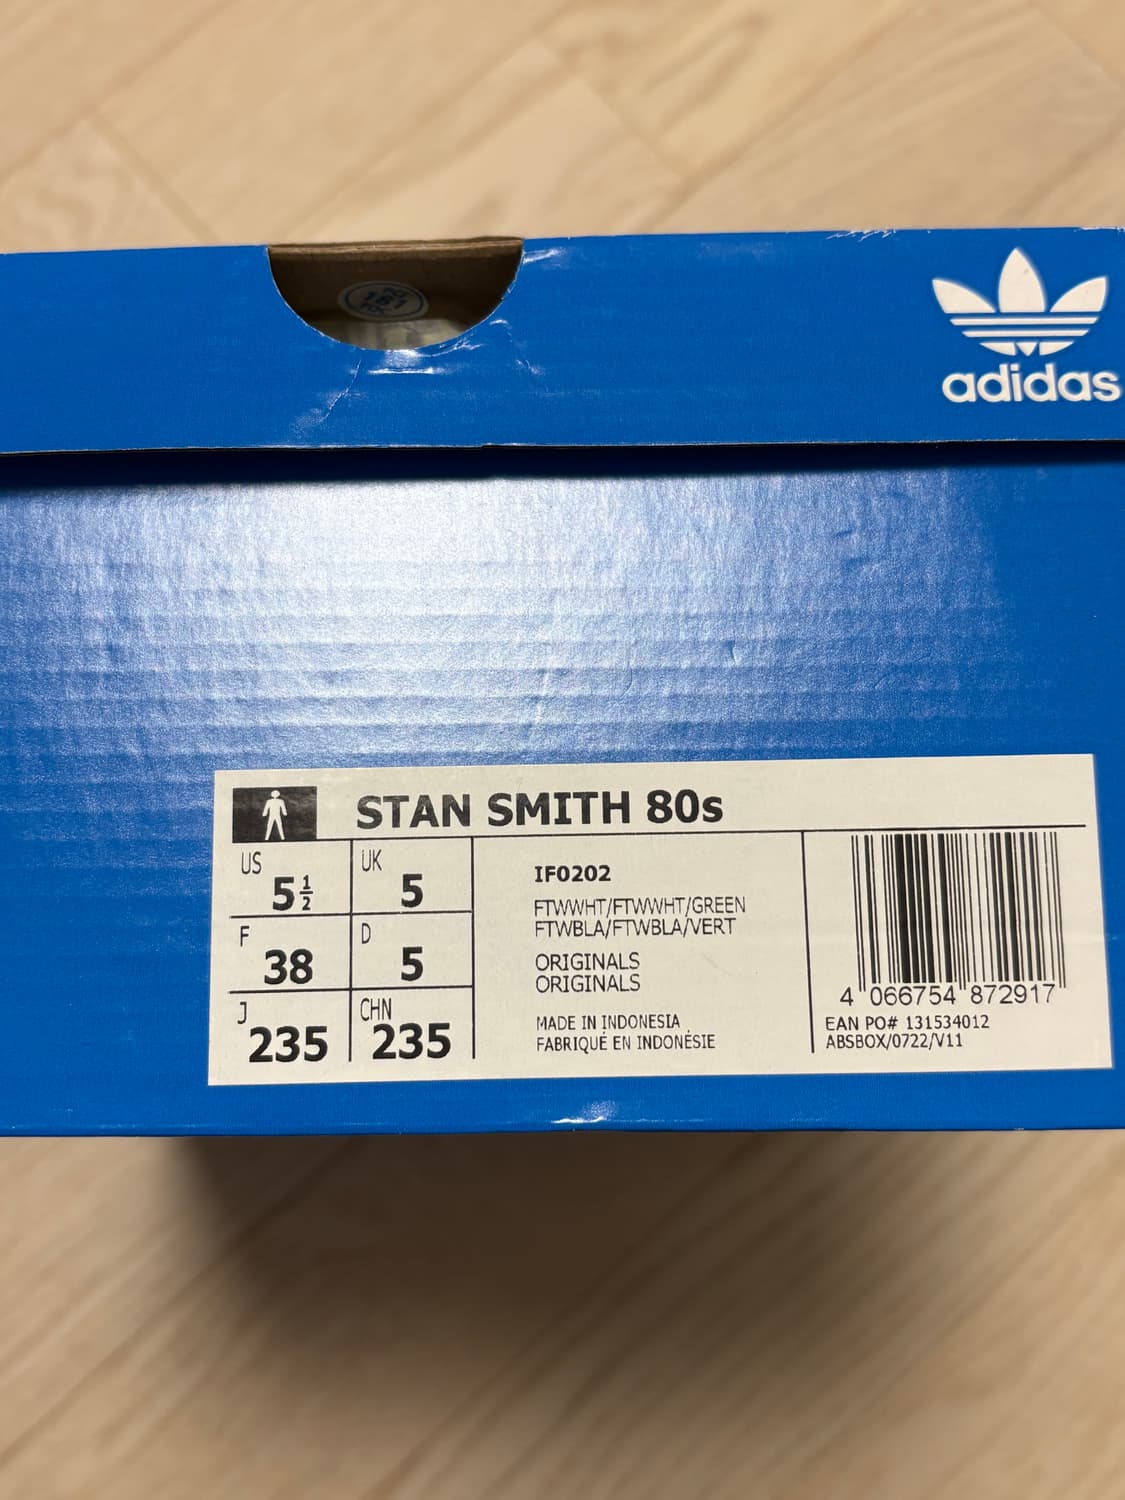 adidas
STAN SMITH 80s
US 5½
UK 5
F 38
D 5
J 235
CHN 235
IF0202
FTWWHT/FTWWHT/GREEN
FTWBLA/FTWBLA/VERT
ORIGINALS
ORIGINALS
MADE IN INDONESIA
FABRIQUÉ EN INDONÉSIE
4 066754 872917
EAN PO# 131534012
ABSBOX/0722/V11